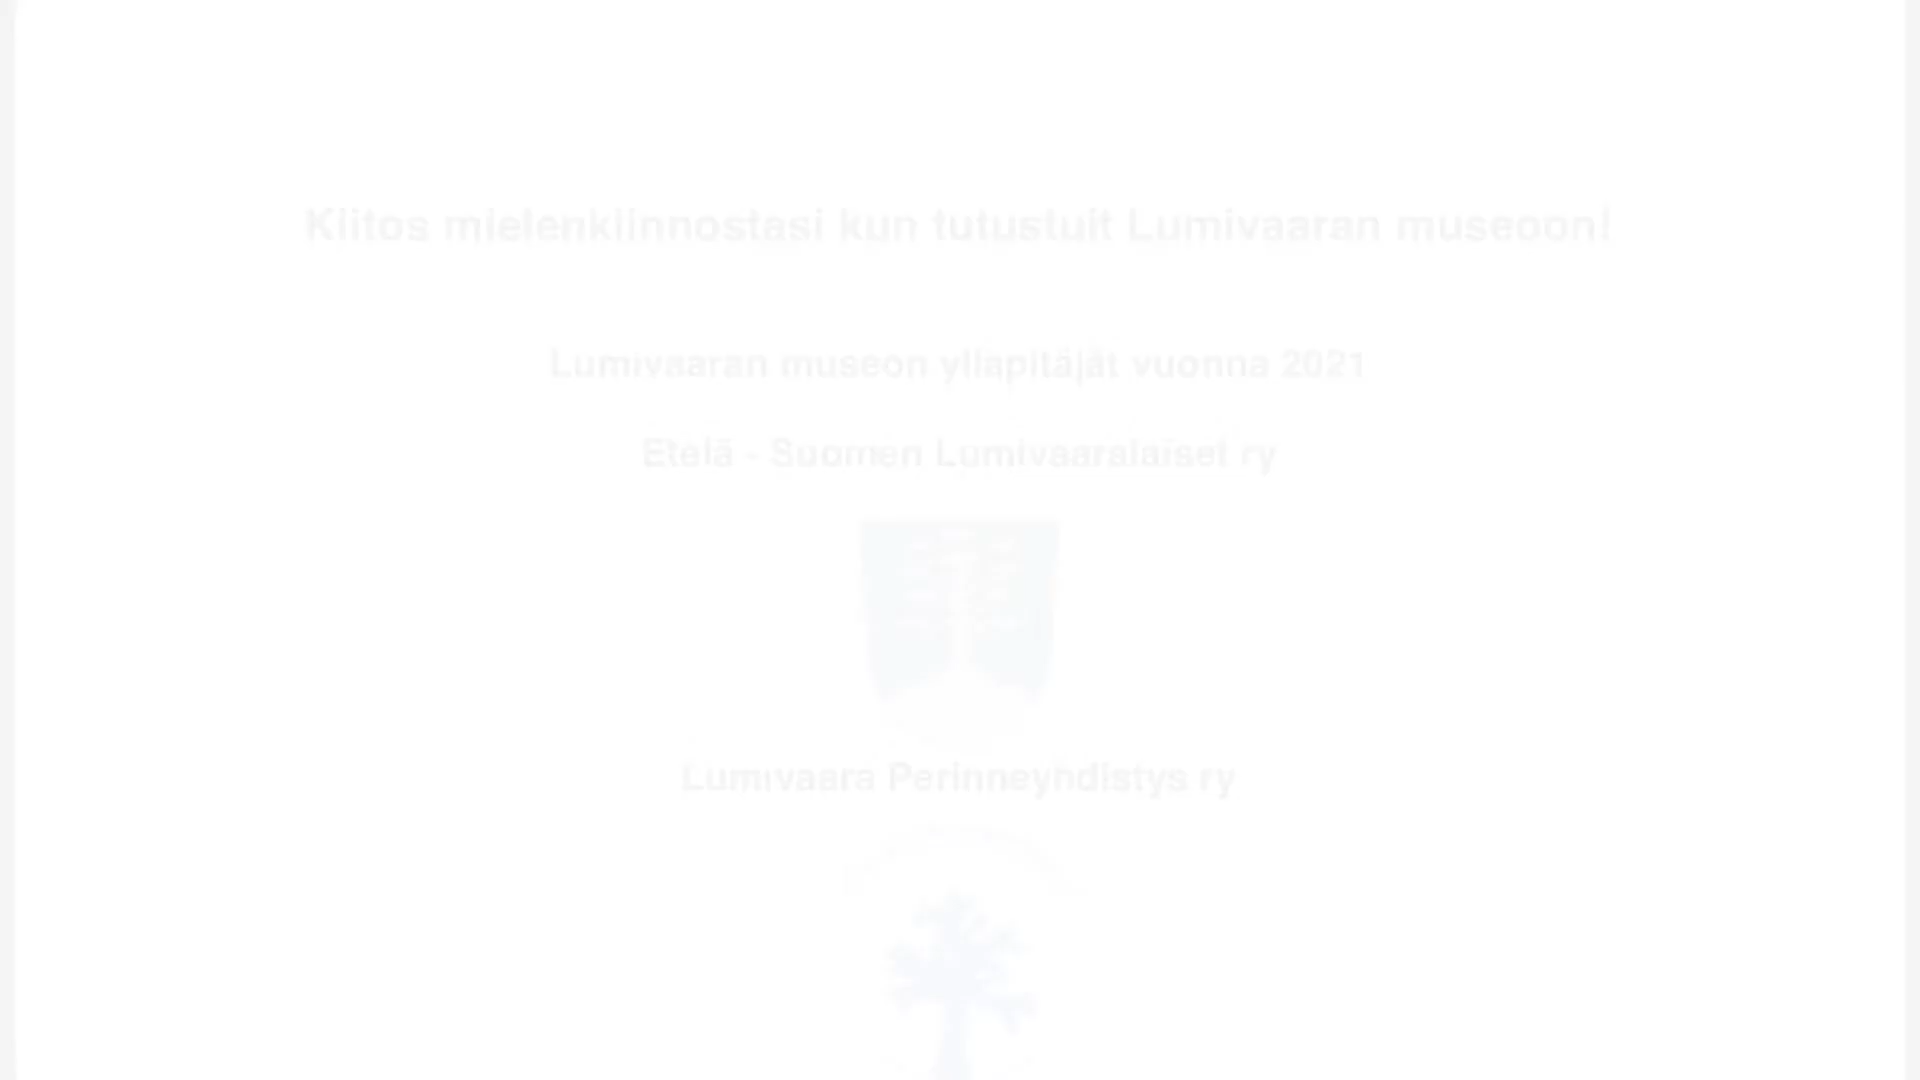 Kiitos mielenkiinnostasi kun tutustuit Lumivaaran museoon!
Lumivaaran museon ylläpitäjät vuonna 2021
Etelä - Suomen Lumivaaralaiset ry
Lumivaara Perinneyhdistys ry